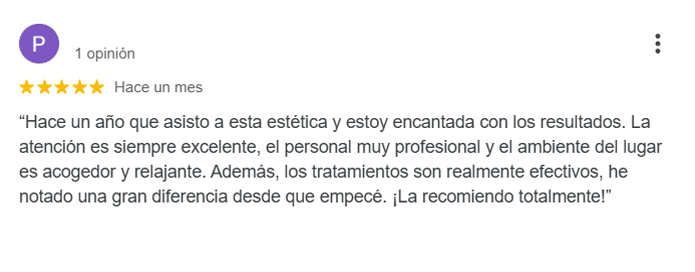 P
1 opinión
Hace un mes
“Hace un año que asisto a esta estética y estoy encantada con los resultados. La
atención es siempre excelente, el personal muy profesional y el ambiente del lugar
es acogedor y relajante. Además, los tratamientos son realmente efectivos, he
notado una gran diferencia desde que empecé. ¡La recomiendo totalmente!”